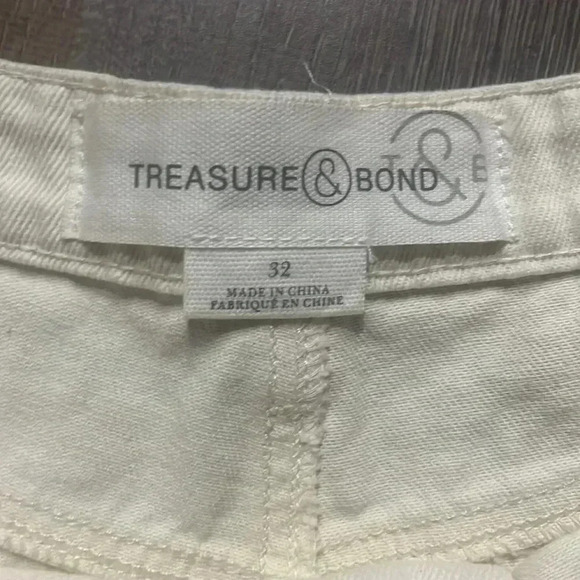 TREASURE & BOND T & B
32
MADE IN CHINA
FABRIQUÉ EN CHINE